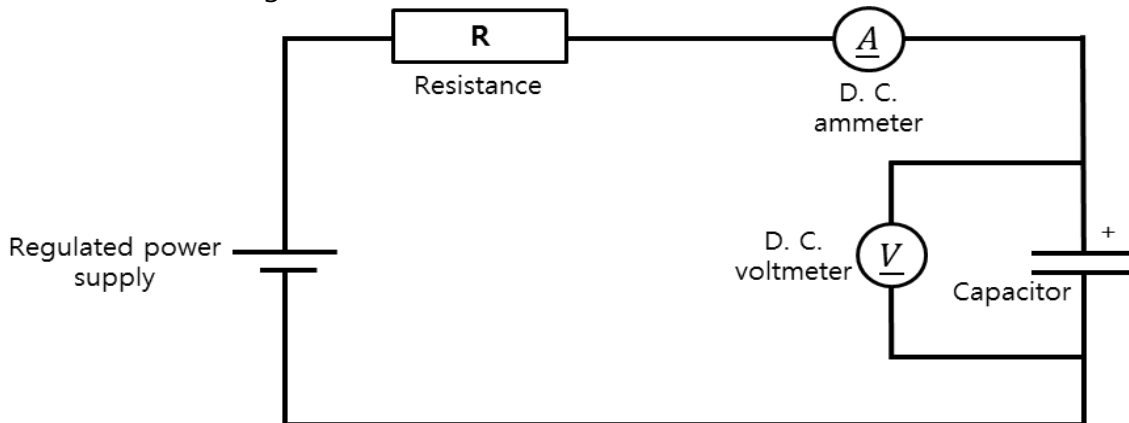 R
Resistance
A
D. C.
ammeter
Regulated power
supply
D. C.
voltmeter
V
+
Capacitor